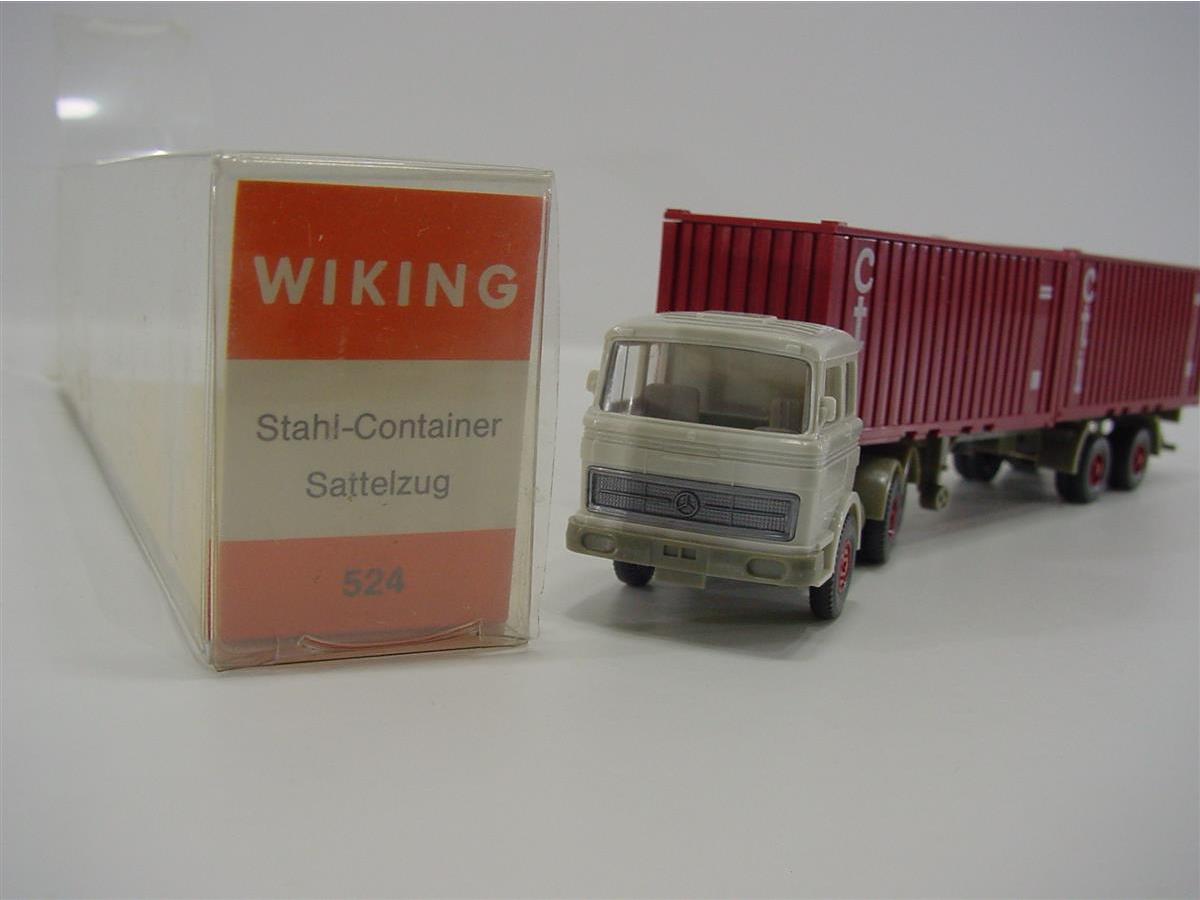 WIKING
Stahl-Container
Sattelzug
524